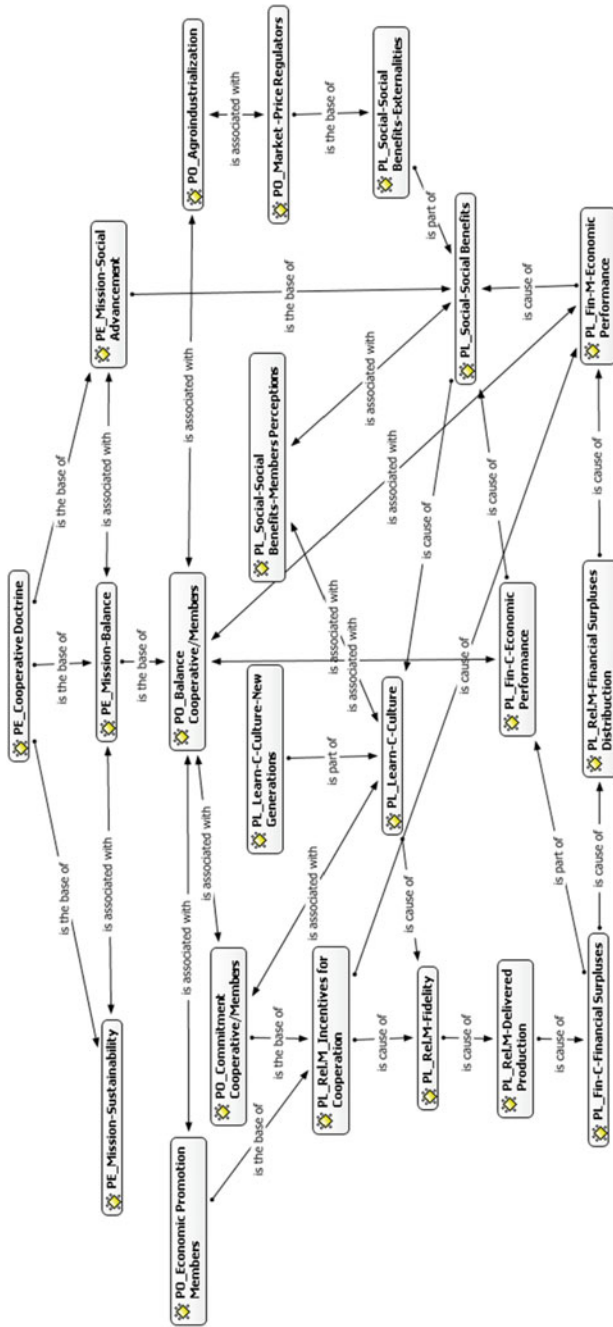 PE_Cooperative Doctrine
is the base of
is the base of
is the base of
PE_Mission-Sustainability
is associated with
PE_Mission-Balance
is associated with
PE_Mission-Social
Advancement
is the base of
PO_Economic Promotion
Members
is associated with
PO_Balance
Cooperative/Members
is associated with
PO_Agroindustrialization
is associated with
is associated with
PO_Commitment
Cooperative/Members
PL_Learn-C-Culture-New
Generations
PL_Social-Social
Benefits-Members Perceptions
is the base of
PO_Market -Price Regulators
is the base of
is the base of
is associated with
is part of
is the base of
PL_Rel.M_Incentives for
Cooperation
PL_Learn-C-Culture
is associated with
is associated with
is associated with
is associated with
PL_Social-Social
Benefits-Externalities
is part of
is cause of
is cause of
is cause of
PL_Social-Social Benefits
PL_Rel.M-Fidelity
is cause of
is cause of
is cause of
is cause of
PL_Rel.M-Delivered
Production
PL_Fin-C-Economic
Performance
PL_Fin-M-Economic
Performance
is cause of
is part of
PL_Fin-C-Financial Surpluses
is cause of
PL_Rel.M-Financial Surpluses
Distribution
is cause of